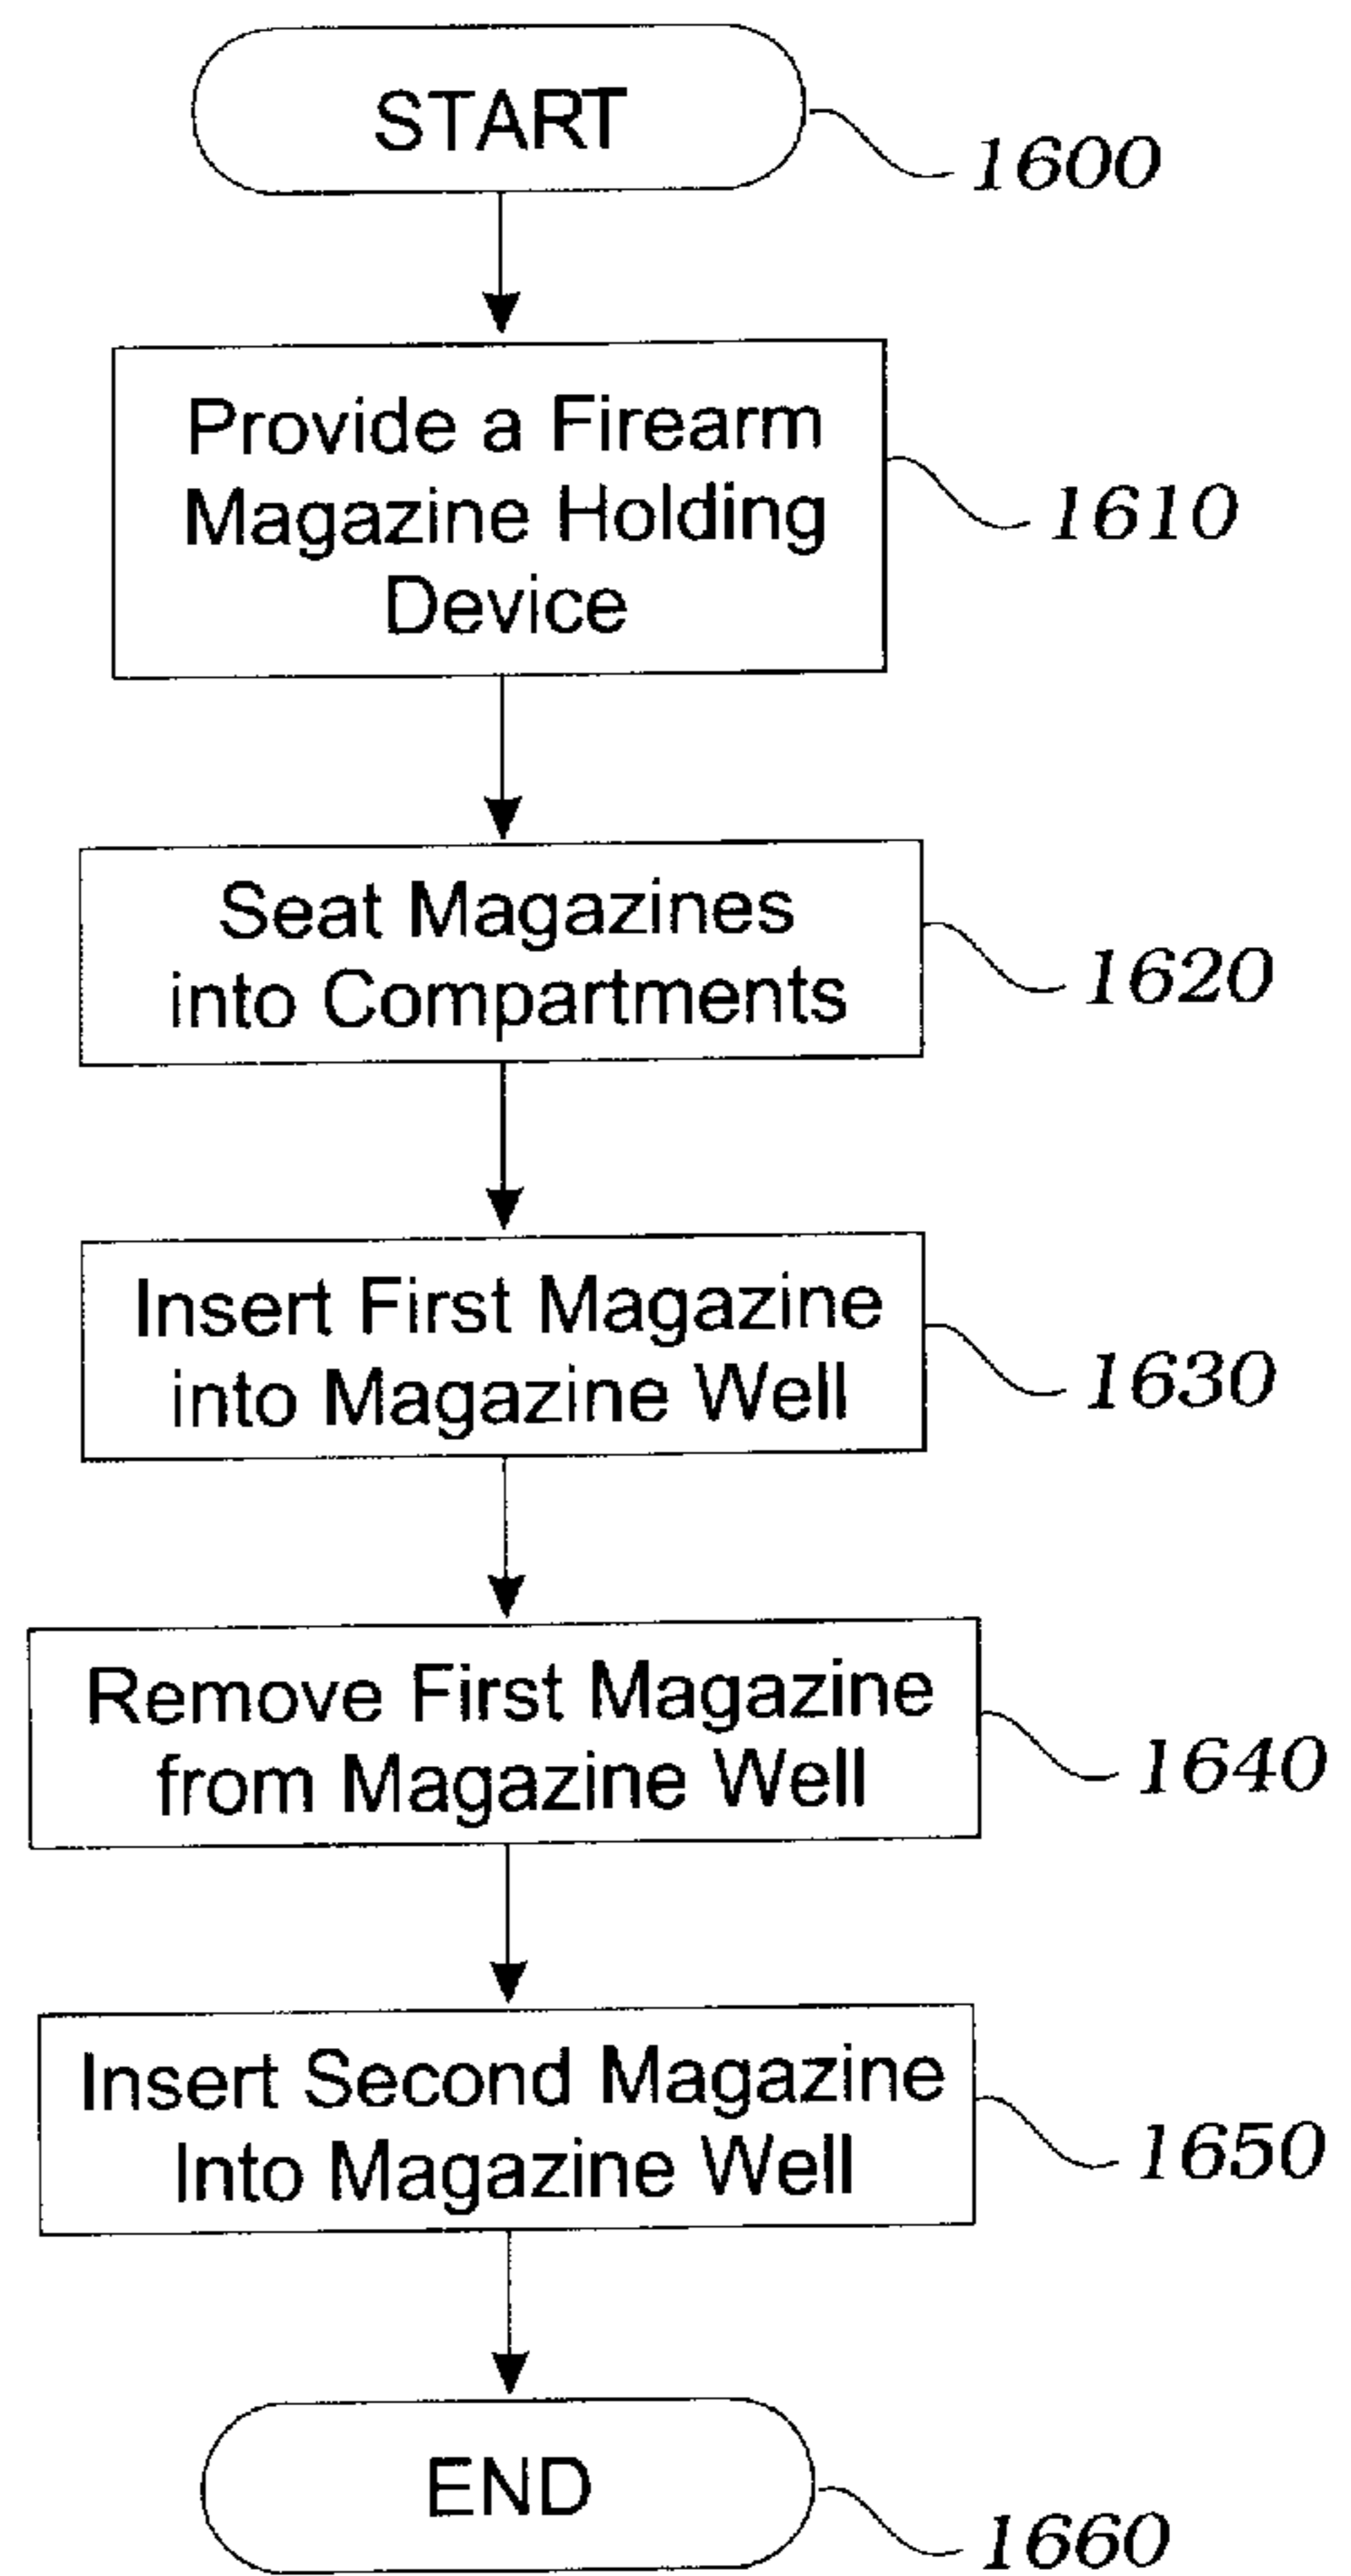 START
1600
Provide a Firearm
Magazine Holding
Device
1610
Seat Magazines
into Compartments
1620
Insert First Magazine
into Magazine Well
1630
Remove First Magazine
from Magazine Well
1640
Insert Second Magazine
Into Magazine Well
1650
END
1660